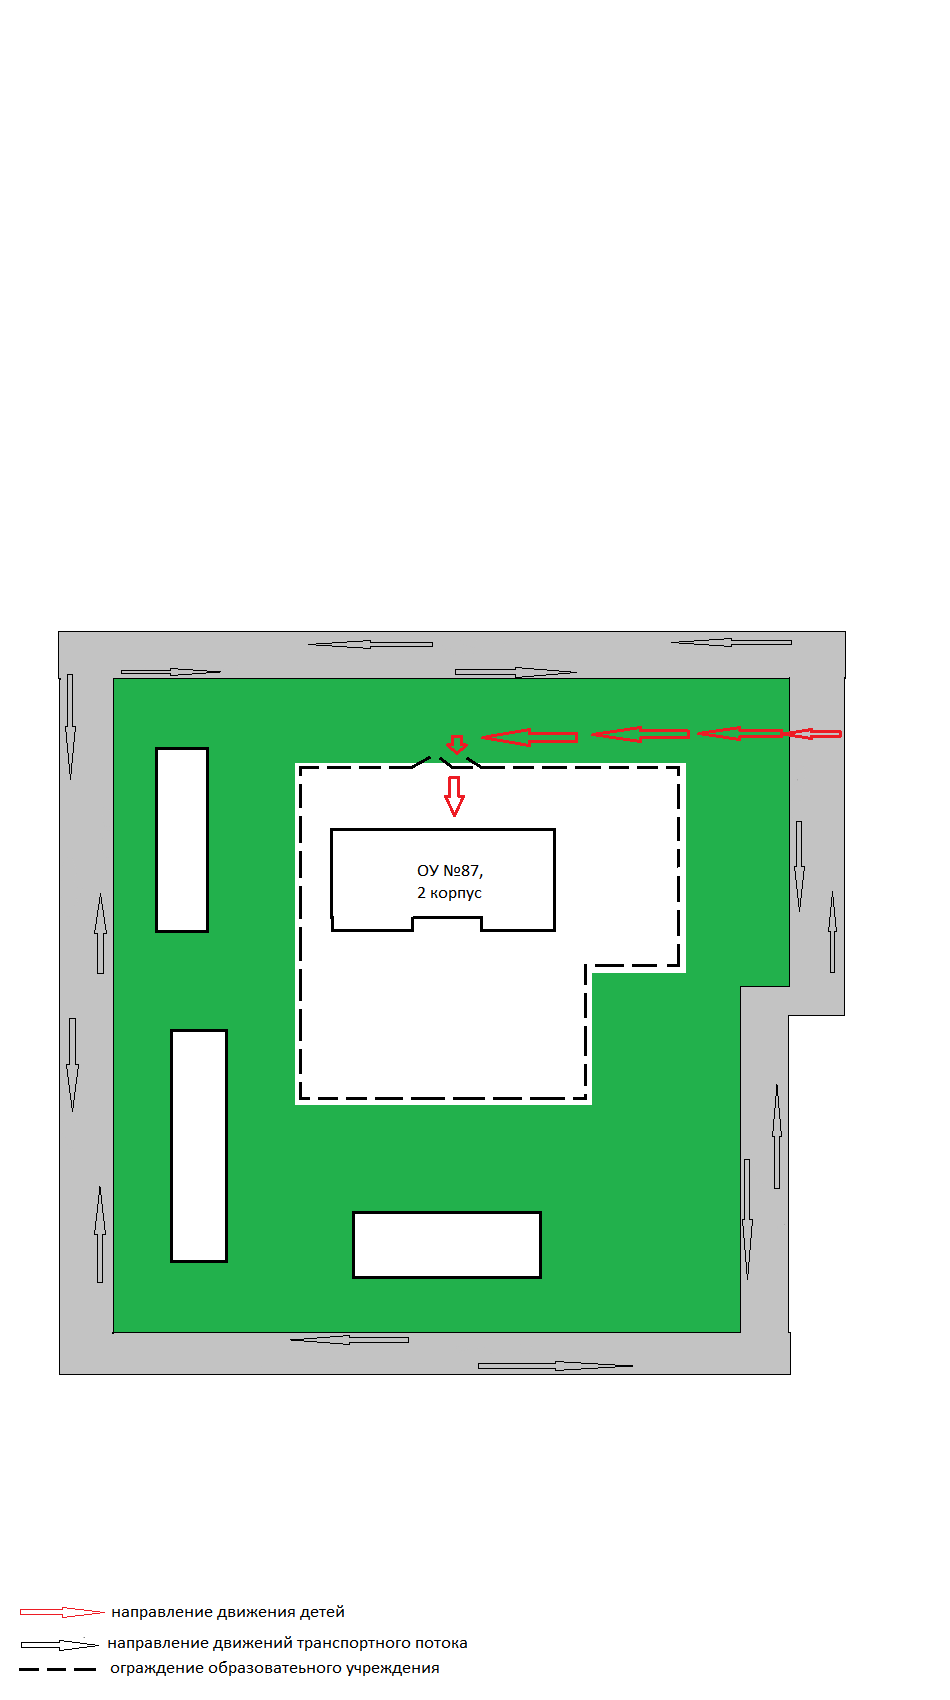 ОУ №87,
2 корпус
направление движения детей
направление движений транспортного потока
ограждение образоватеьного учреждения